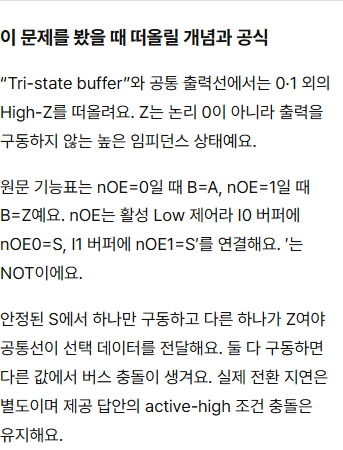 이 문제를 봤을 때 떠올릴 개념과 공식
“Tri-state buffer”와 공통 출력선에서는 0·1 외의
High-Z를 떠올려요. Z는 논리 0이 아니라 출력을
구동하지 않는 높은 임피던스 상태예요.
원문 기능표는 nOE=0일 때 B=A, nOE=1일 때
B=Z예요. nOE는 활성 Low 제어라 I0 버퍼에
nOE0=S, I1 버퍼에 nOE1=S′를 연결해요. ′는
NOT이에요.
안정된 S에서 하나만 구동하고 다른 하나가 Z여야
공통선이 선택 데이터를 전달해요. 둘 다 구동하면
다른 값에서 버스 충돌이 생겨요. 실제 전환 지연은
별도이며 제공 답안의 active-high 조건 충돌은
유지해요.